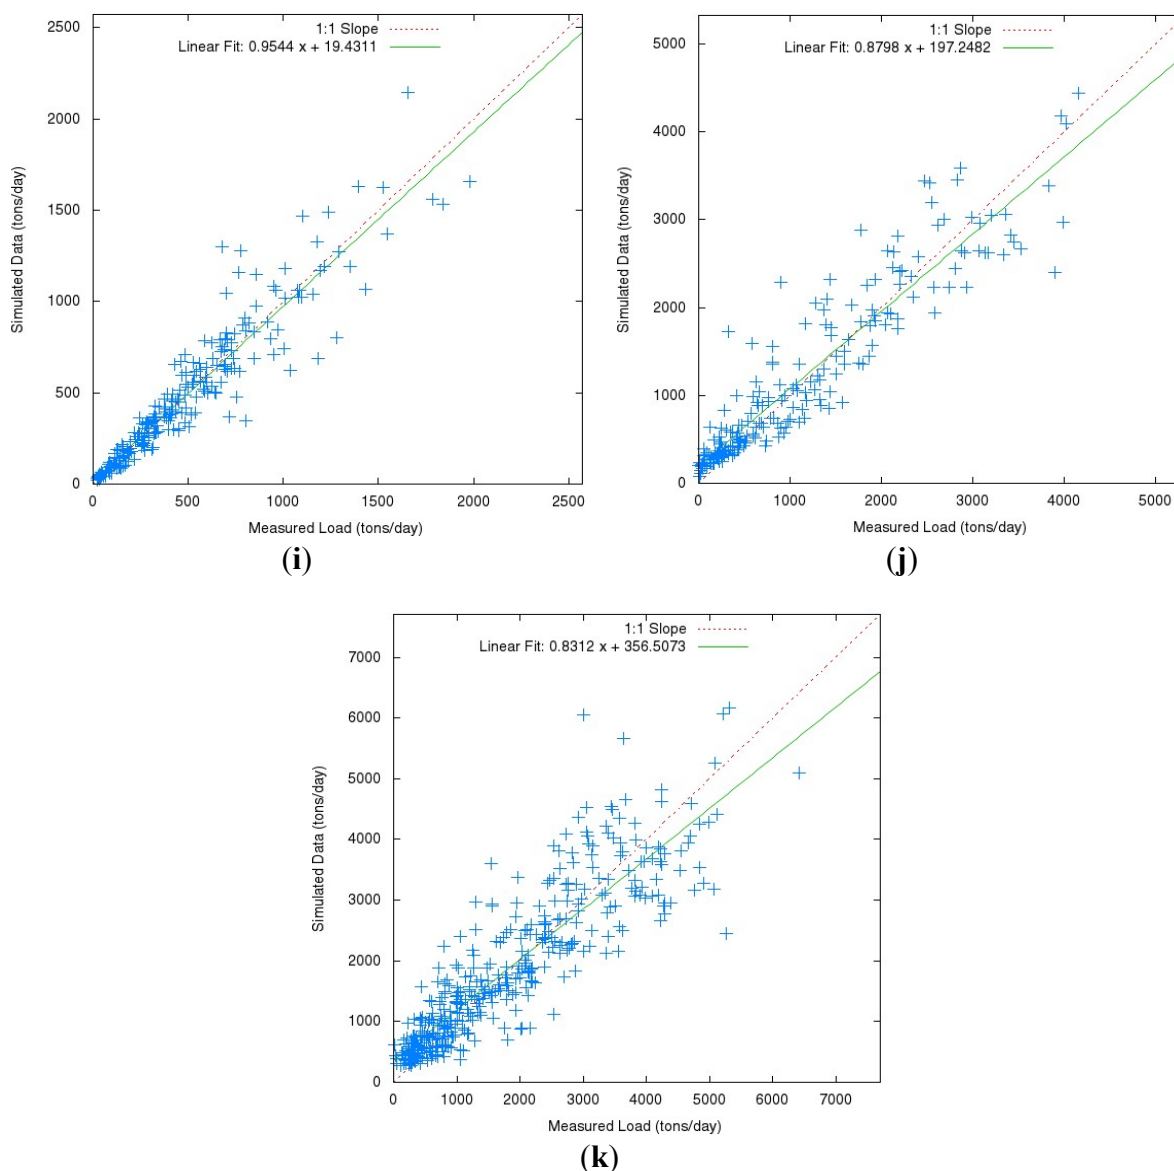 2500
2000
1500
1000
500
0
Simulated Data (tons/day)
1:1 Slope
Linear Fit: 0.9544 x + 19.4311
0 500 1000 1500 2000 2500
Measured Load (tons/day)
(i)
5000
4000
3000
2000
1000
0
Simulated Data (tons/day)
1:1 Slope
Linear Fit: 0.8798 x + 197.2482
0 1000 2000 3000 4000 5000
Measured Load (tons/day)
(j)
7000
6000
5000
4000
3000
2000
1000
0
Simulated Data (tons/day)
1:1 Slope
Linear Fit: 0.8312 x + 356.5073
0 1000 2000 3000 4000 5000 6000 7000
Measured Load (tons/day)
(k)